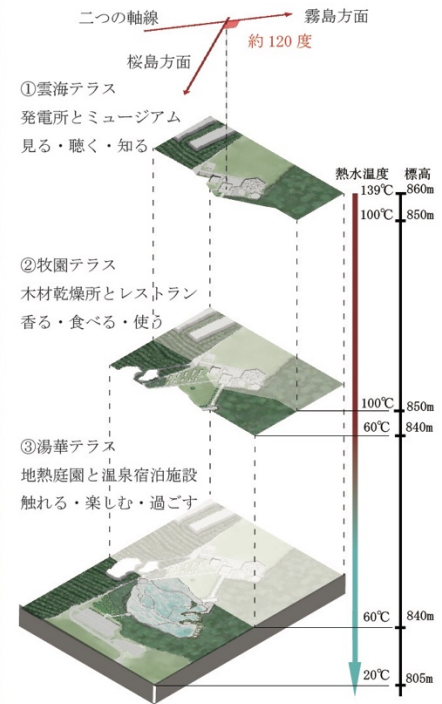 二つの軸線
霧島方面
桜島方面
約120度
①雲海テラス
発電所とミュージアム
見る・聴く・知る
熱水温度 標高
139℃ 860m
100℃ 850m
②牧園テラス
木材乾燥所とレストラン
香る・食べる・使う
100℃ 850m
60℃ 840m
③湯華テラス
地熱庭園と温泉宿泊施設
触れる・楽しむ・過ごす
60℃ 840m
20℃ 805m